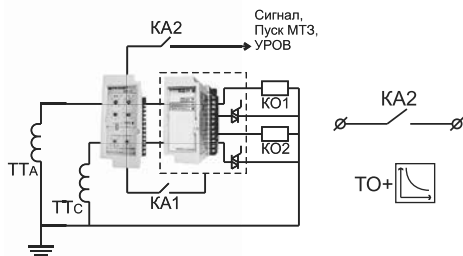 КА2
Сигнал,
Пуск МТЗ,
УРОВ
КО1
КО2
КА2
ТТА
ТТС
КА1
ТО+